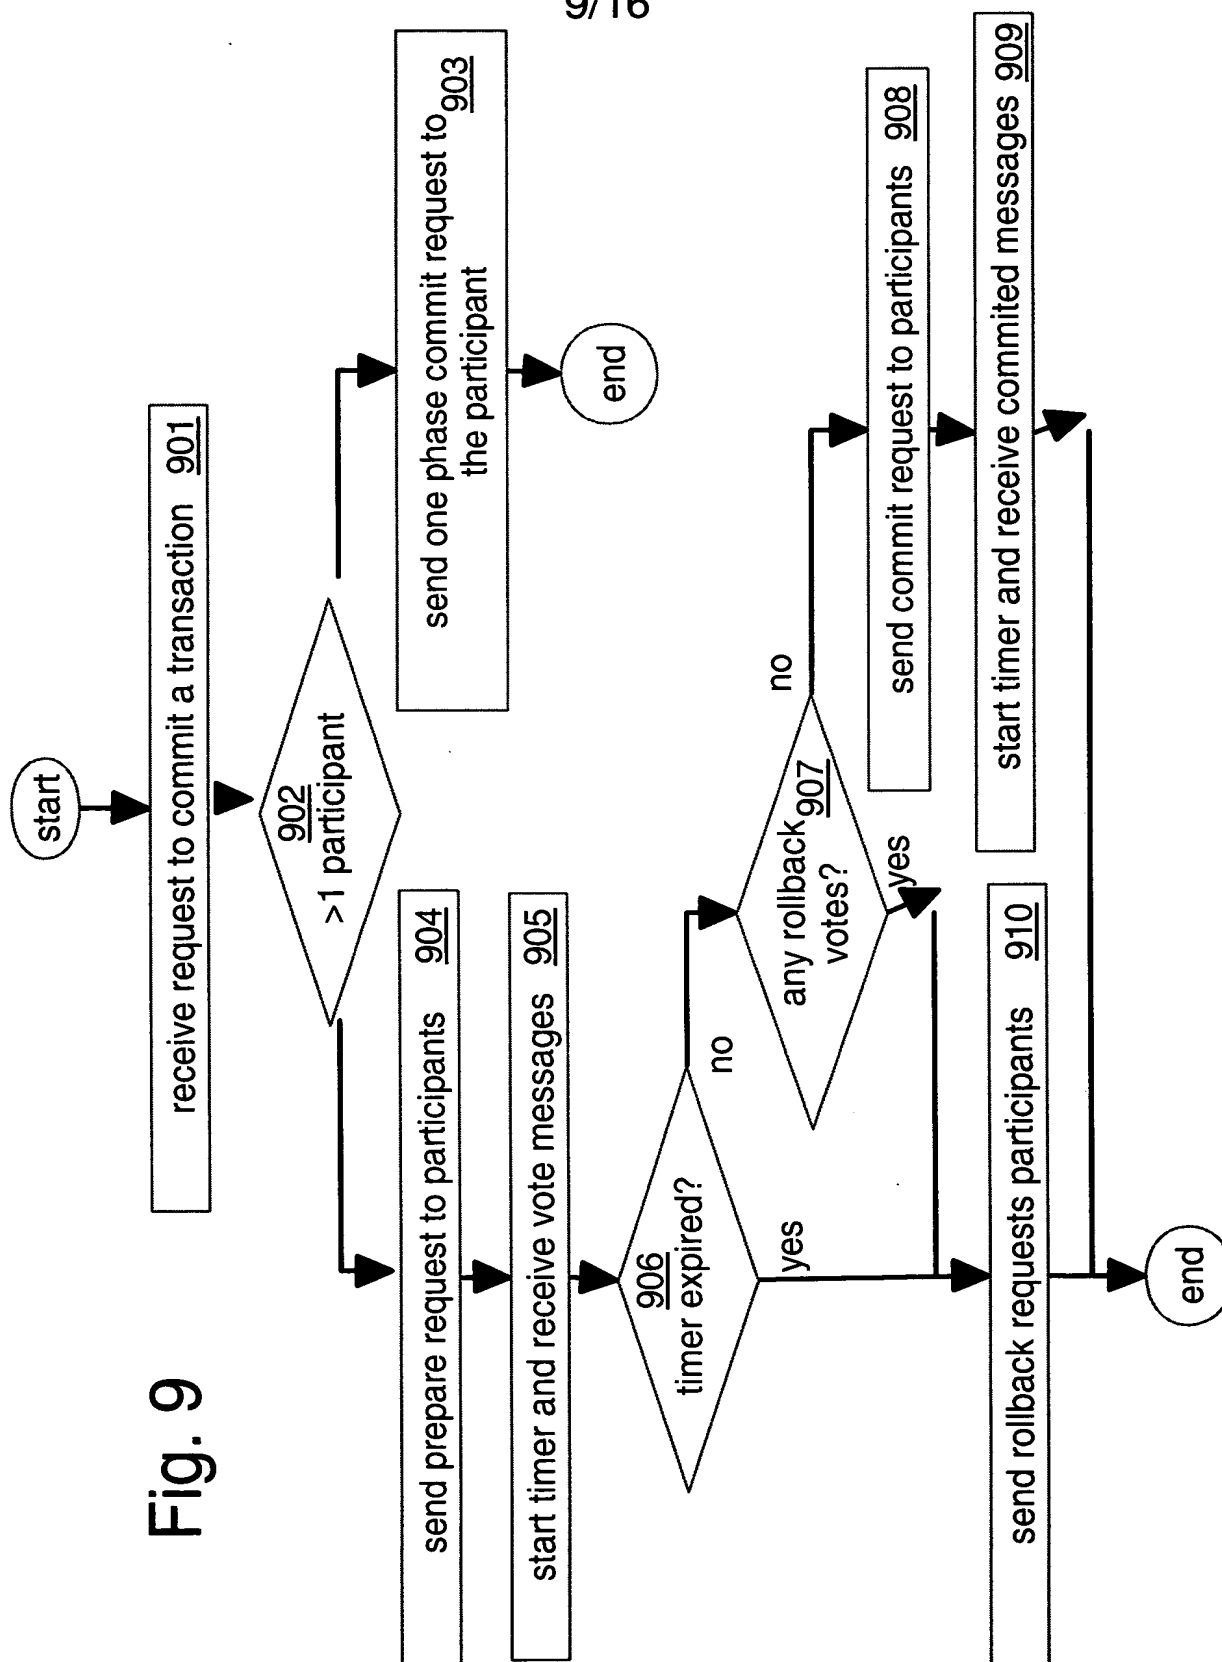 9/16
Fig. 9
start
receive request to commit a transaction 901
902
>1 participant
send one phase commit request to
903
the participant
end
send prepare request to participants 904
start timer and receive vote messages 905
906
timer expired?
no
yes
any rollback
907
votes?
no
yes
send commit request to participants 908
start timer and receive commited messages 909
send rollback requests participants 910
end